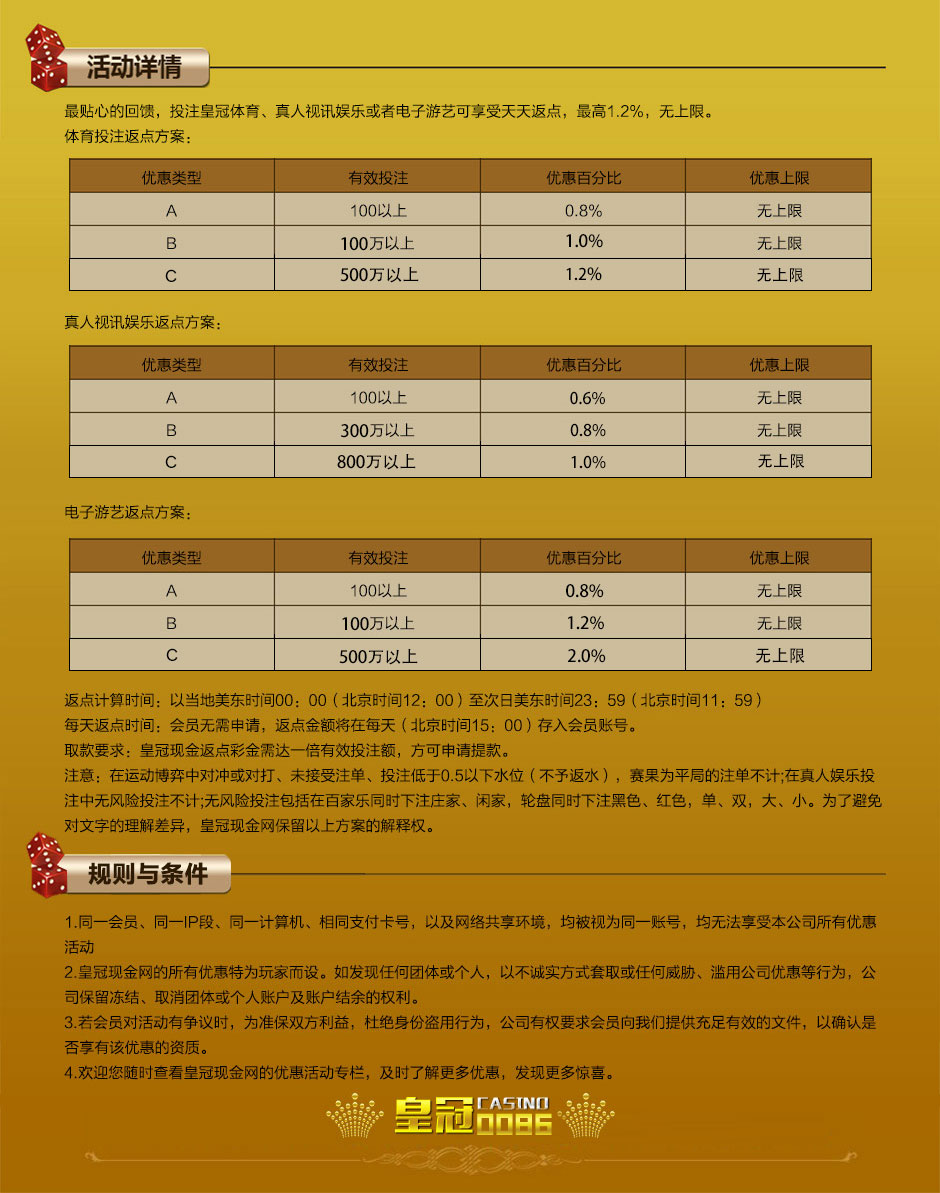 活动详情
最贴心的回馈，投注皇冠体育、真人视讯娱乐或者电子游艺可享受天天返点，最高1.2%，无上限。
体育投注返点方案：
优惠类型 有效投注 优惠百分比 优惠上限
A 100以上 0.8% 无上限
B 100万以上 1.0% 无上限
C 500万以上 1.2% 无上限
真人视讯娱乐返点方案：
优惠类型 有效投注 优惠百分比 优惠上限
A 100以上 0.6% 无上限
B 300万以上 0.8% 无上限
C 800万以上 1.0% 无上限
电子游艺返点方案：
优惠类型 有效投注 优惠百分比 优惠上限
A 100以上 0.8% 无上限
B 100万以上 1.2% 无上限
C 500万以上 2.0% 无上限
返点计算时间：以当地美东时间00：00（北京时间12：00）至次日美东时间23：59（北京时间11：59）
每天返点时间：会员无需申请，返点金额将在每天（北京时间15：00）存入会员账号。
取款要求：皇冠现金返点彩金需达一倍有效投注额，方可申请提款。
注意：在运动博弈中对冲或对打、未接受注单、投注低于0.5以下水位（不予返水），赛果为平局的注单不计;在真人娱乐投
注中无风险投注不计;无风险投注包括在百家乐同时下注庄家、闲家，轮盘同时下注黑色、红色，单、双，大、小。为了避免
对文字的理解差异，皇冠现金网保留以上方案的解释权。
规则与条件
1.同一会员、同一IP段、同一计算机、相同支付卡号，以及网络共享环境，均被视为同一账号，均无法享受本公司所有优惠
活动
2.皇冠现金网的所有优惠特为玩家而设。如发现任何团体或个人，以不诚实方式套取或任何威胁、滥用公司优惠等行为，公
司保留冻结、取消团体或个人账户及账户结余的权利。
3.若会员对活动有争议时，为准保双方利益，杜绝身份盗用行为，公司有权要求会员向我们提供充足有效的文件，以确认是
否享有该优惠的资质。
4.欢迎您随时查看皇冠现金网的优惠活动专栏，及时了解更多优惠，发现更多惊喜。
皇冠 CASINO 0086